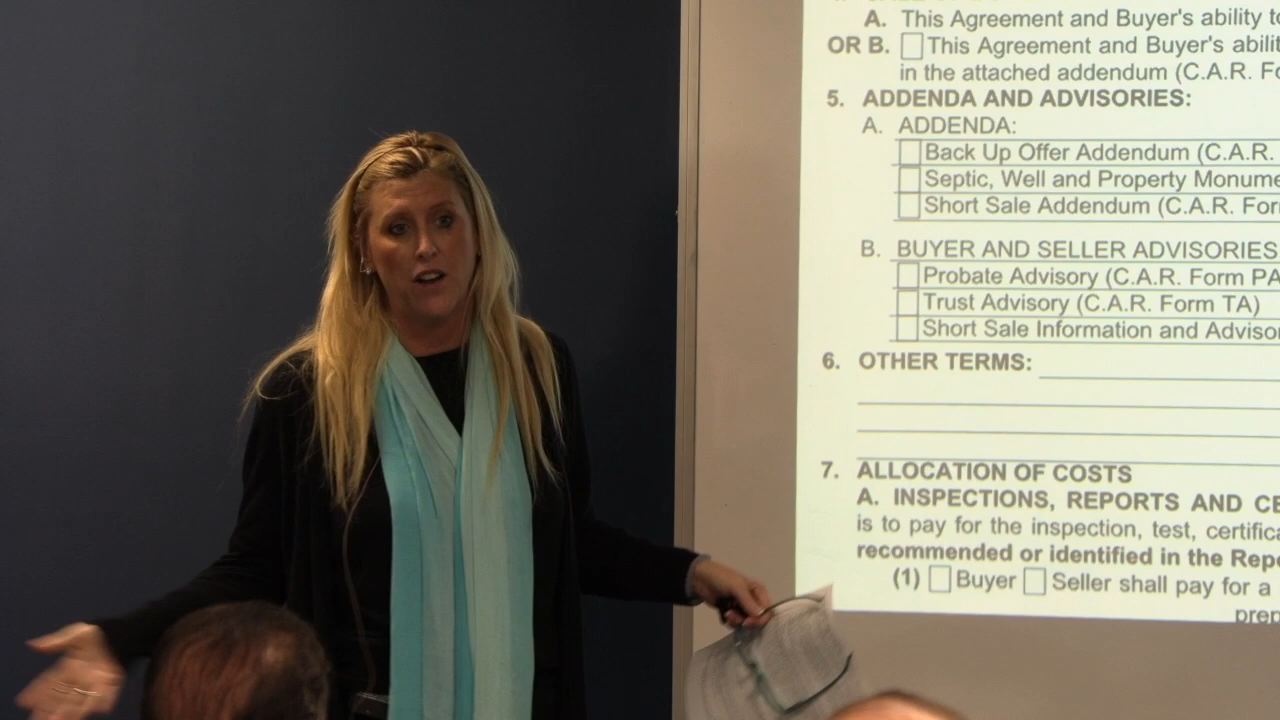 A. This Agreement and Buyer's ability to
OR B. This Agreement and Buyer's abilit
in the attached addendum (C.A.R. Fo
5. ADDENDA AND ADVISORIES:
A. ADDENDA:
Back Up Offer Addendum (C.A.R.
Septic, Well and Property Monume
Short Sale Addendum (C.A.R. For
B. BUYER AND SELLER ADVISORIES
Probate Advisory (C.A.R. Form PA
Trust Advisory (C.A.R. Form TA)
Short Sale Information and Adviso
6. OTHER TERMS:
7. ALLOCATION OF COSTS
A. INSPECTIONS, REPORTS AND CE
is to pay for the inspection, test, certifica
recommended or identified in the Repo
(1) Buyer Seller shall pay for a
prep